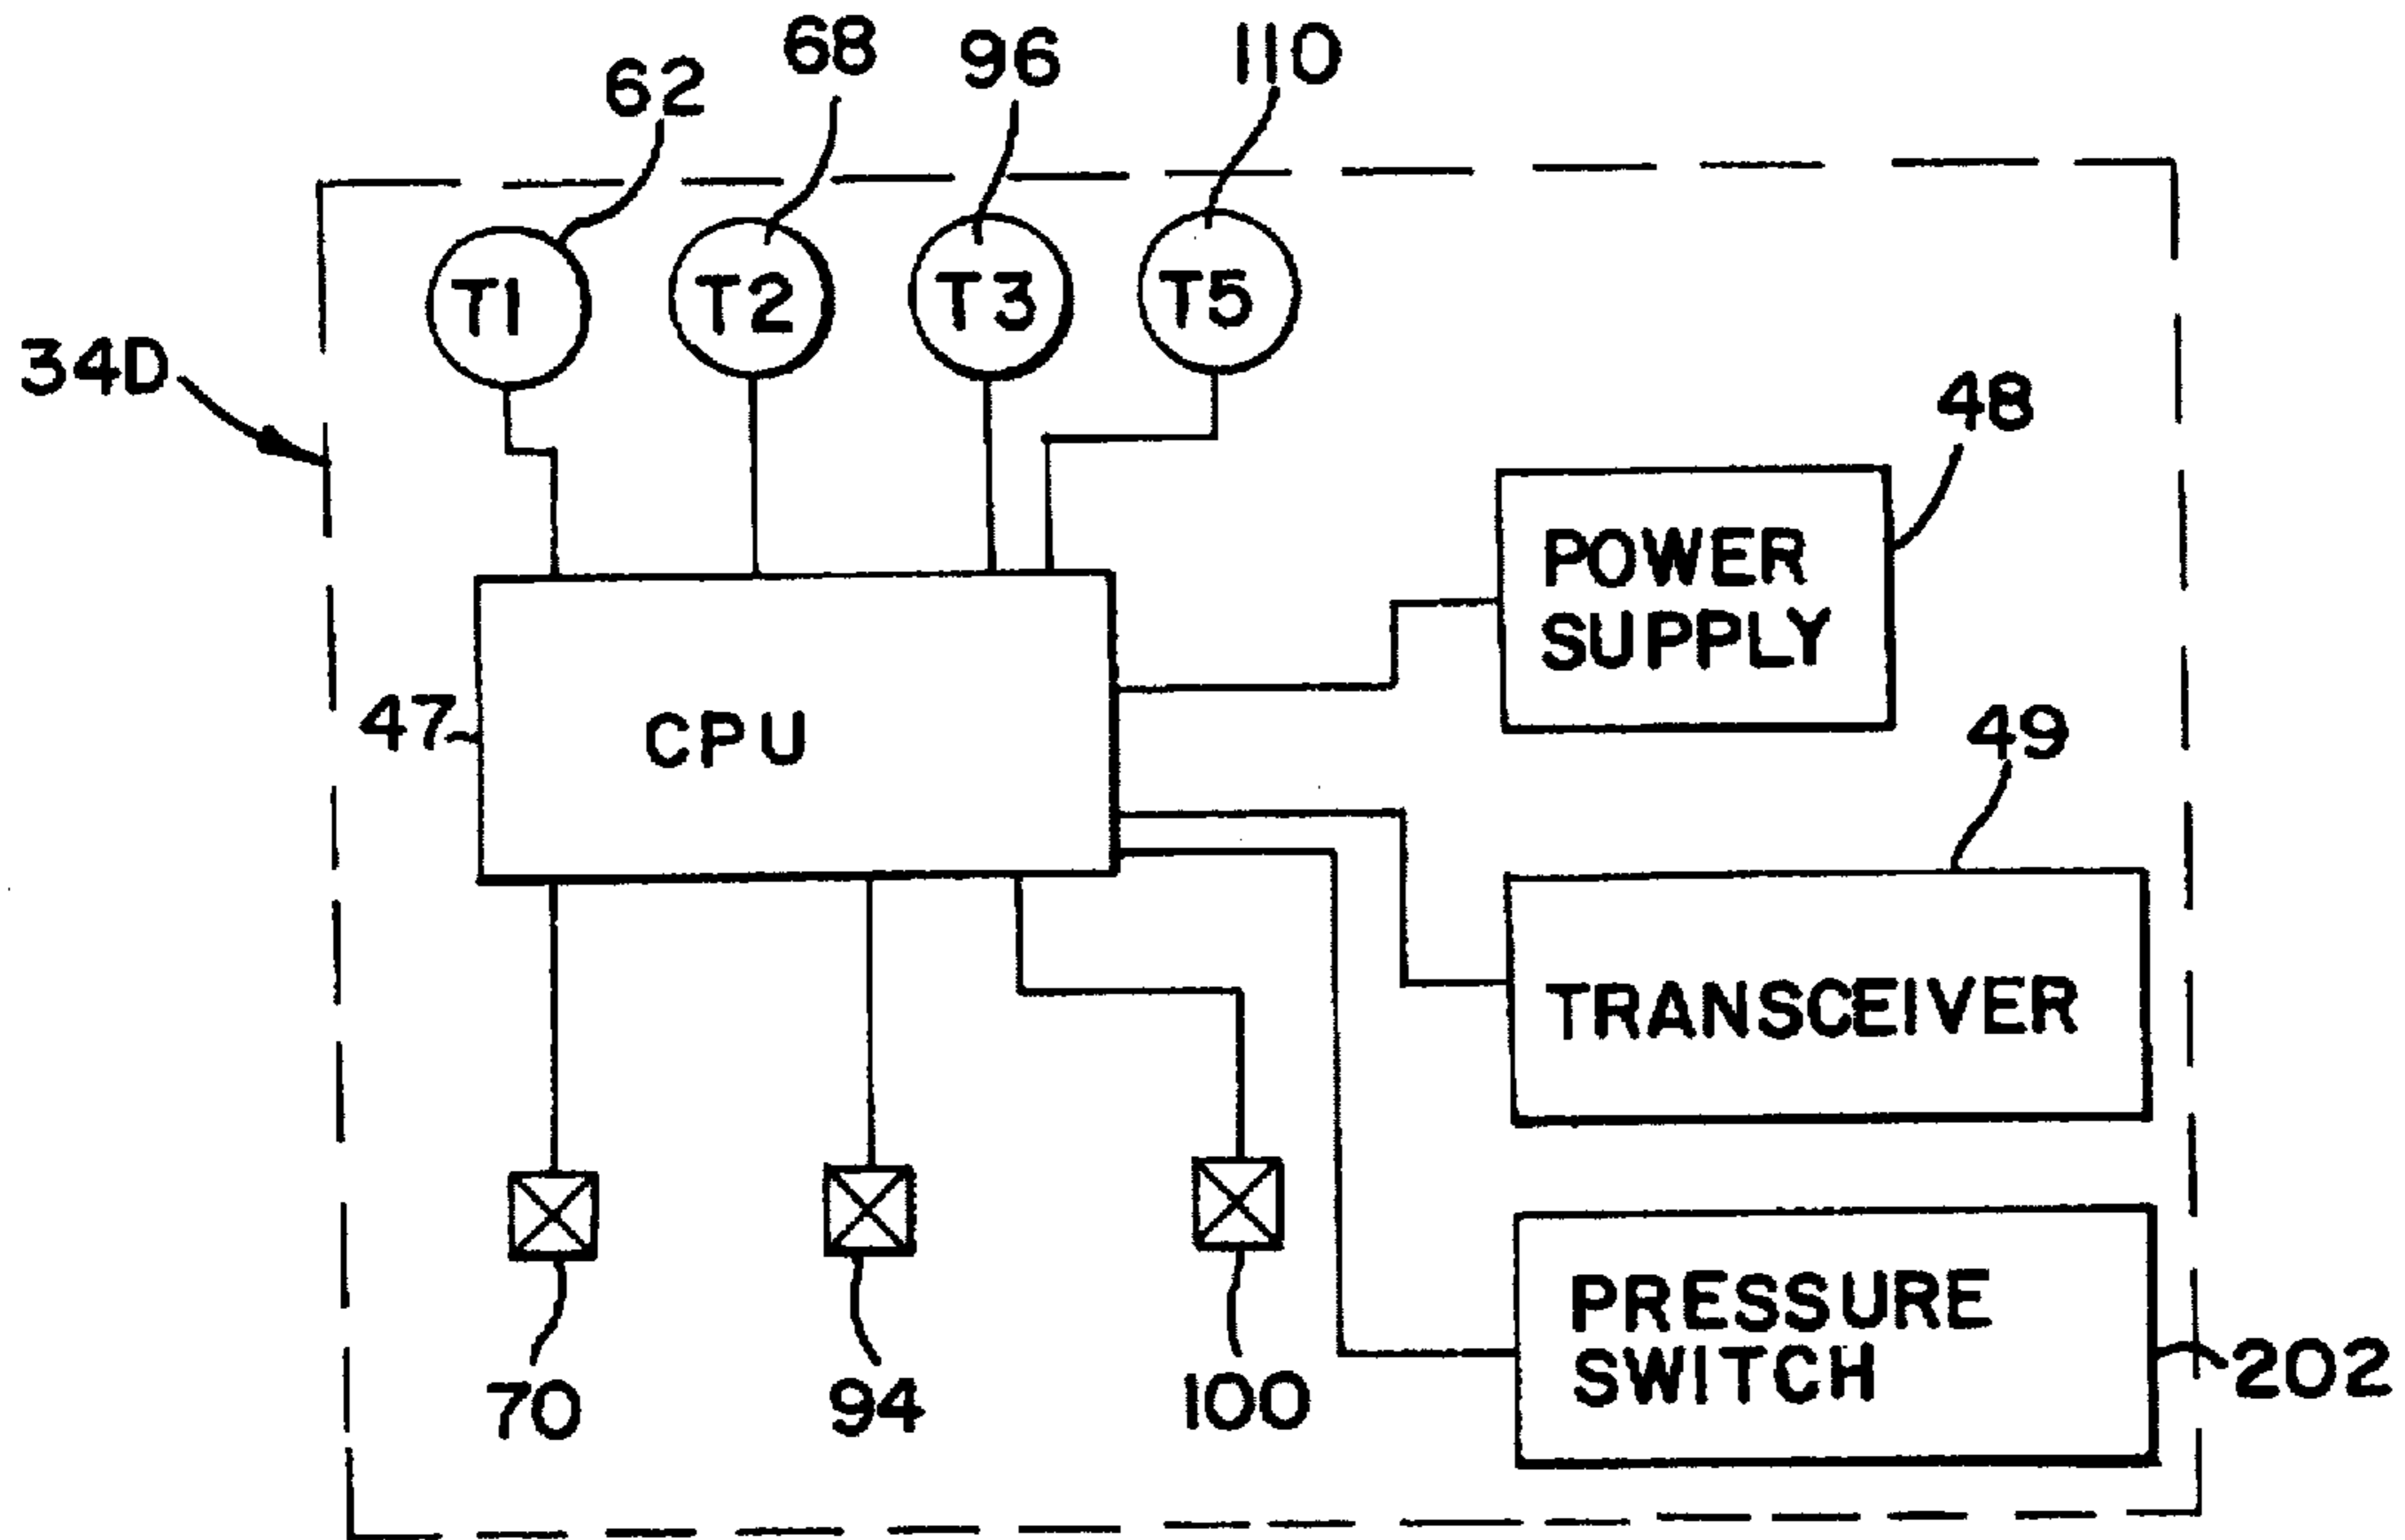 62
68
96
110
T1
T2
T3
T5
34D
48
POWER
SUPPLY
47
CPU
49
TRANSCEIVER
PRESSURE
SWITCH
202
70
94
100